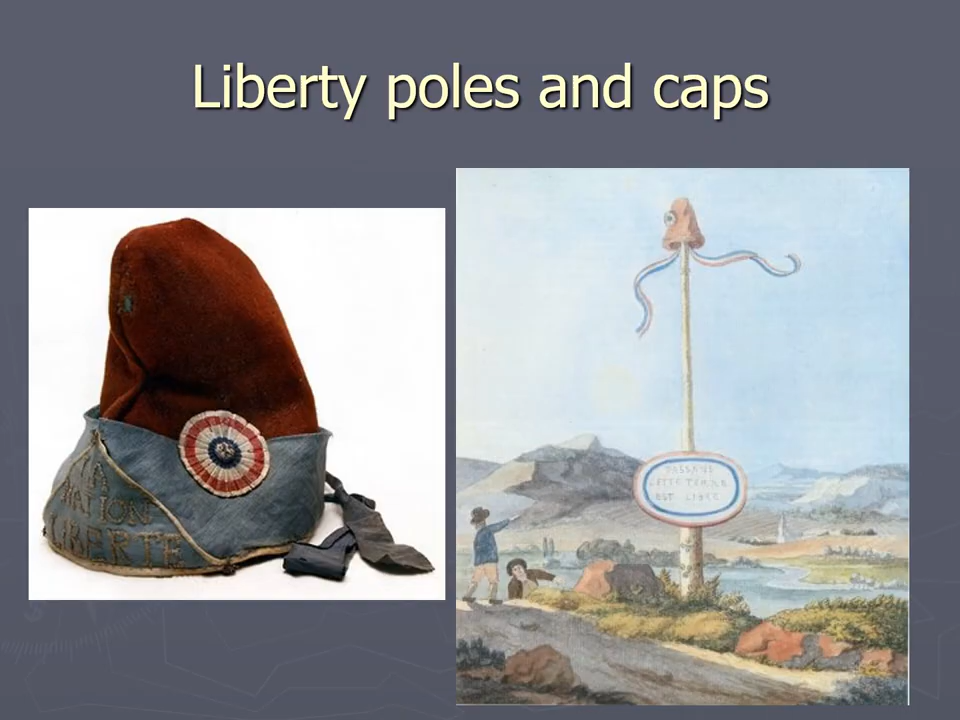 Liberty poles and caps
LA
NATION
LIBERTE
PASSANS
CETTE TERRE
EST LIBRE